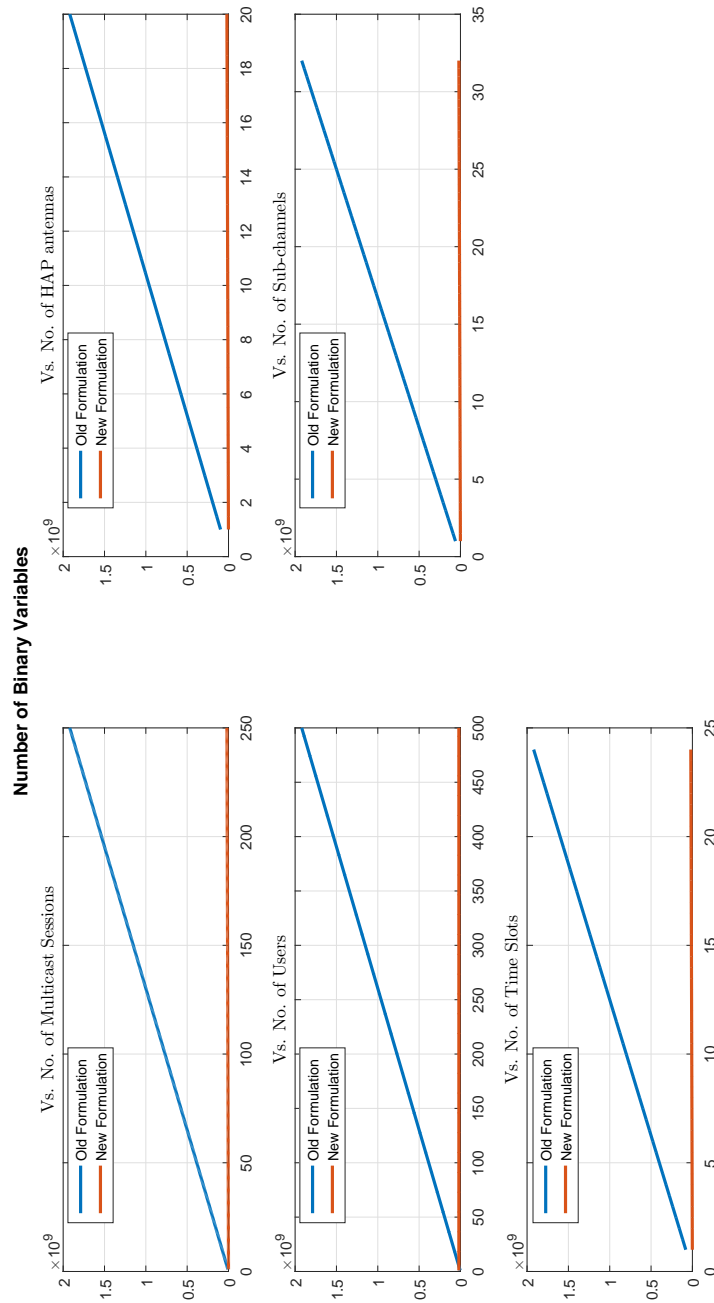 Number of Binary Variables
Vs. No. of Multicast Sessions
×10^9
2
1.5
1
0.5
0
Old Formulation
New Formulation
0 50 100 150 200 250
Vs. No. of HAP antennas
×10^9
2
1.5
1
0.5
0
Old Formulation
New Formulation
0 2 4 6 8 10 12 14 16 18 20
Vs. No. of Users
×10^9
2
1.5
1
0.5
0
Old Formulation
New Formulation
0 50 100 150 200 250 300 350 400 450 500
Vs. No. of Sub-channels
×10^9
2
1.5
1
0.5
0
Old Formulation
New Formulation
0 5 10 15 20 25 30 35
Vs. No. of Time Slots
×10^9
2
1.5
1
0.5
0
Old Formulation
New Formulation
0 5 10 15 20 25